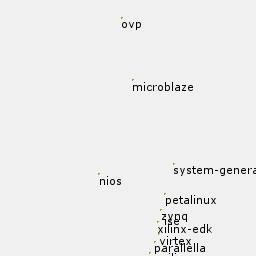 ovp
microblaze
system-genera
nios
petalinux
zynq
ise
xilinx-edk
virtex
parallella